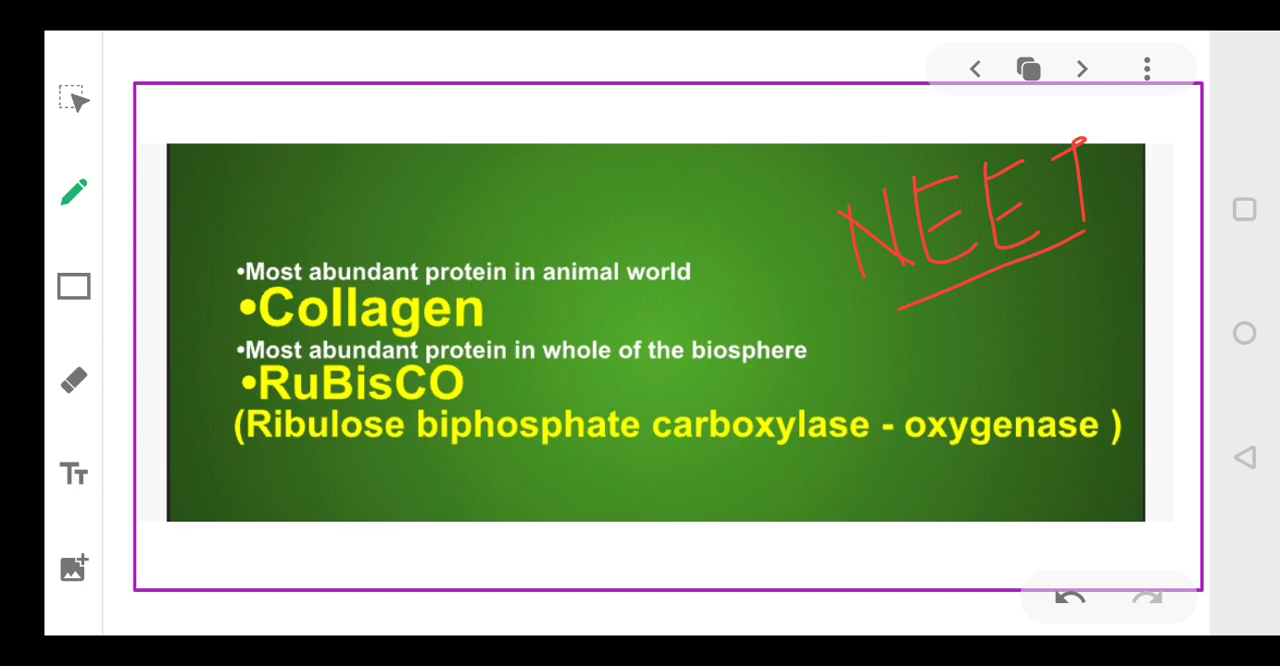 NEET
•Most abundant protein in animal world
•Collagen
•Most abundant protein in whole of the biosphere
•RuBisCO
(Ribulose biphosphate carboxylase - oxygenase )
TT